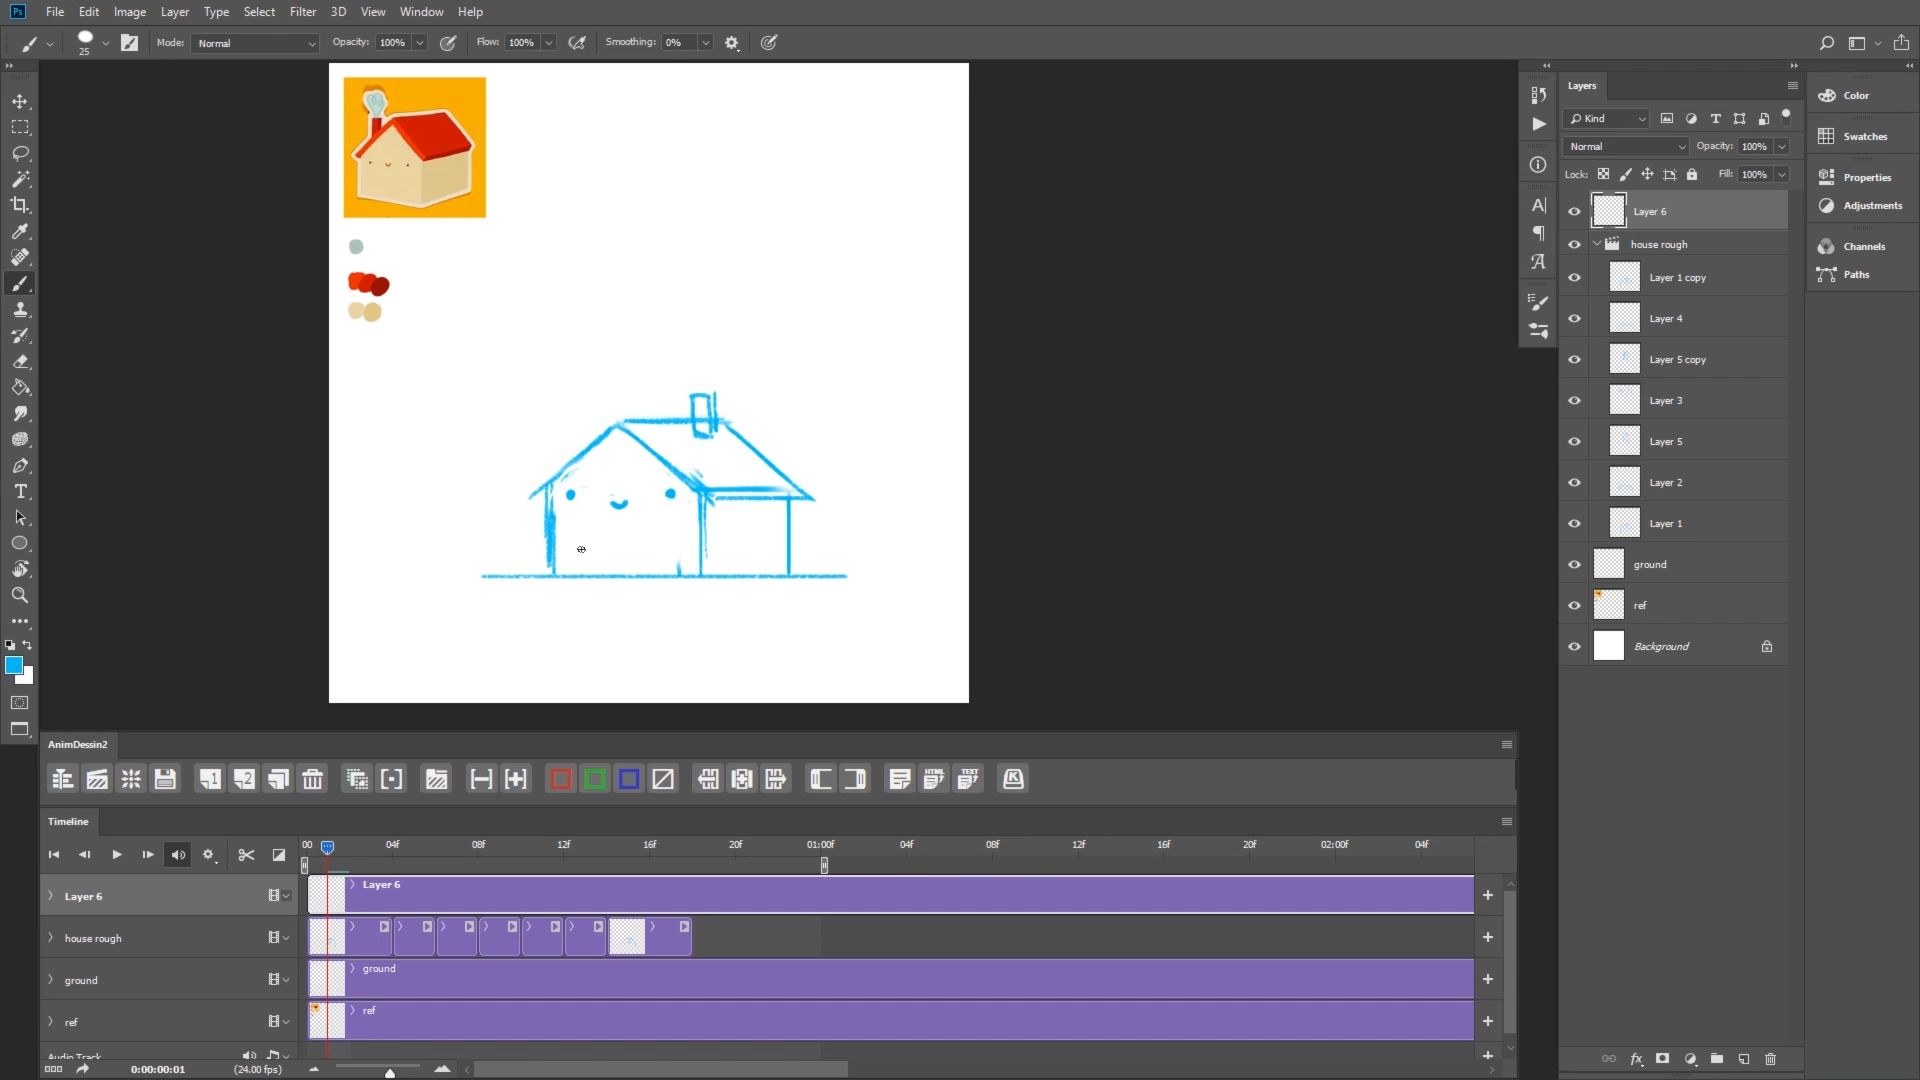 Ps File Edit Image Layer Type Select Filter 3D View Window Help
25 Mode: Normal Opacity: 100% Flow: 100% Smoothing: 0%
Layers
Kind
Normal Opacity: 100%
Lock: Fill: 100%
Layer 6
house rough
Layer 1 copy
Layer 4
Layer 5 copy
Layer 3
Layer 5
Layer 2
Layer 1
ground
ref
Background
Color
Swatches
Properties
Adjustments
Channels
Paths
AnimDessin2
1 2 HTML TEXT K
Timeline
00 04f 08f 12f 16f 20f 01:00f 04f 08f 12f 16f 20f 02:00f 04f
Layer 6 Layer 6
house rough
ground ground
ref ref
Audio Track
0:00:00:01 (24.00 fps)